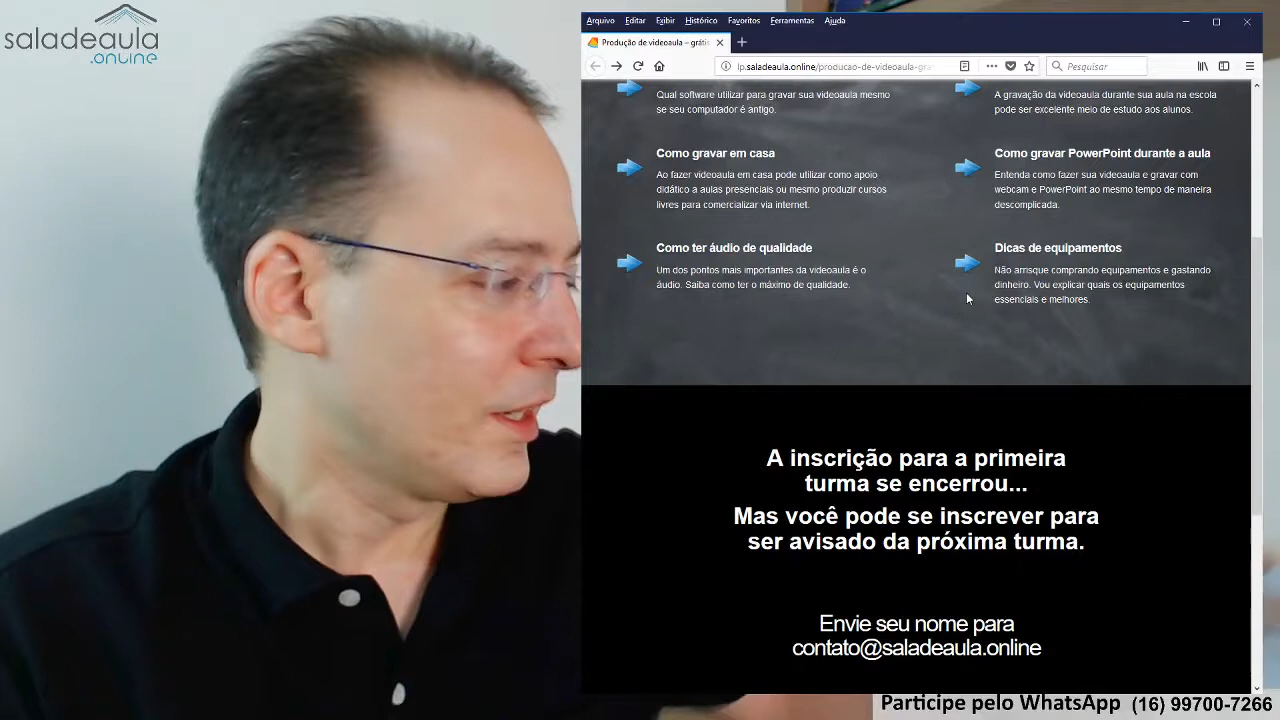 saladeaula
.online
Arquivo Editar Exibir Histórico Favoritos Ferramentas Ajuda
Produção de videoaula – gráti
lp.saladeaula.online/producao-de-videoaula-gra
Pesquisar
Qual software utilizar para gravar sua videoaula mesmo
se seu computador é antigo.
A gravação da videoaula durante sua aula na escola
pode ser excelente meio de estudo aos alunos.
Como gravar em casa
Ao fazer videoaula em casa pode utilizar como apoio
didático a aulas presenciais ou mesmo produzir cursos
livres para comercializar via internet.
Como gravar PowerPoint durante a aula
Entenda como fazer sua videoaula e gravar com
webcam e PowerPoint ao mesmo tempo de maneira
descomplicada.
Como ter áudio de qualidade
Um dos pontos mais importantes da videoaula é o
áudio. Saiba como ter o máximo de qualidade.
Dicas de equipamentos
Não arrisque comprando equipamentos e gastando
dinheiro. Vou explicar quais os equipamentos
essenciais e melhores.
A inscrição para a primeira
turma se encerrou...
Mas você pode se inscrever para
ser avisado da próxima turma.
Envie seu nome para
contato@saladeaula.online
Participe pelo WhatsApp (16) 99700-7266